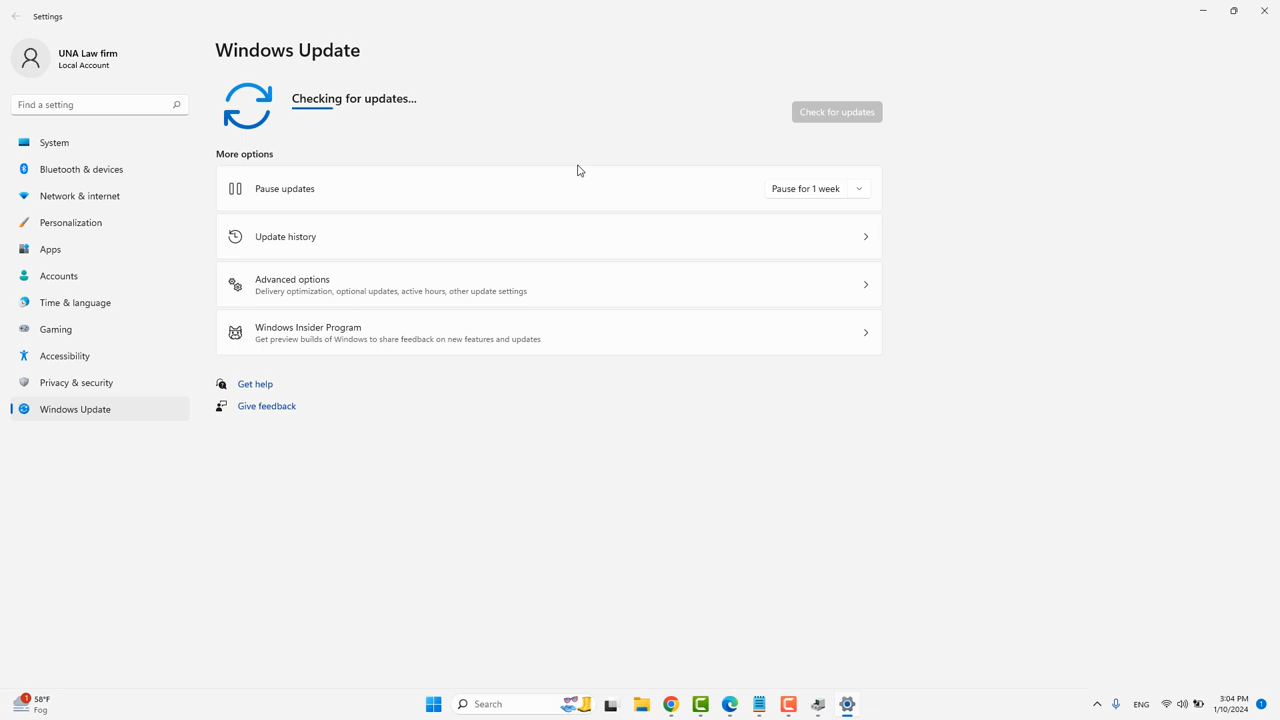 Settings
UNA Law firm
Local Account
Find a setting
System
Bluetooth & devices
Network & internet
Personalization
Apps
Accounts
Time & language
Gaming
Accessibility
Privacy & security
Windows Update
Windows Update
Checking for updates...
Check for updates
More options
Pause updates
Pause for 1 week
Update history
Advanced options
Delivery optimization, optional updates, active hours, other update settings
Windows Insider Program
Get preview builds of Windows to share feedback on new features and updates
Get help
Give feedback
1
58°F
Fog
Search
ENG
3:04 PM
1/10/2024
1